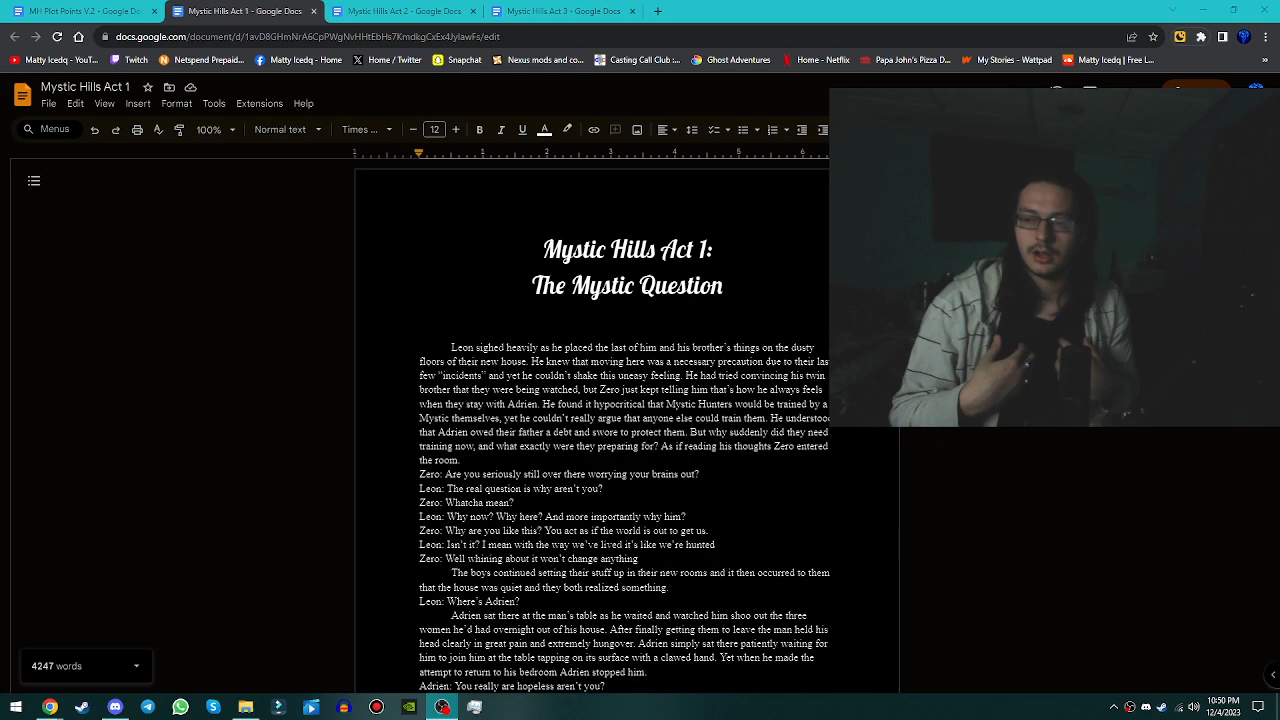 MH Plot Points V.2 - Google Docs
Mystic Hills Act 1 - Google Docs
Mystic Hills Act 2 - Google Docs
Mystic Hills Act 3 - Google Docs
Matty Icedq - YouT...
Twitch
Netspend Prepaid...
Matty Icedq - Home
Home / Twitter
Snapchat
Nexus mods and co...
Casting Call Club...
Ghost Adventures
Home - Netflix
Papa John's Pizza D...
My Stories - Wattpad
Matty Icedq | Free L...
Mystic Hills Act 1
File Edit View Insert Format Tools Extensions Help
Menus 100% Normal text Times ... 12
1 1 2 3 4 5 6
Mystic Hills Act 1:
The Mystic Question
Leon sighed heavily as he placed the last of him and his brother's things on the dusty
floors of their new house. He knew that moving here was a necessary precaution due to their las
few "incidents" and yet he couldn't shake this uneasy feeling. He had tried convincing his twin
brother that they were being watched, but Zero just kept telling him that's how he always feels
when they stay with Adrien. He found it hypocritical that Mystic Hunters would be trained by a
Mystic themselves, yet he couldn't really argue that anyone else could train them. He understoo
that Adrien owed their father a debt and swore to protect them. But why suddenly did they need
training now, and what exactly were they preparing for? As if reading his thoughts Zero entered
the room.
Zero: Are you seriously still over there worrying your brains out?
Leon: The real question is why aren't you?
Zero: Whatcha mean?
Leon: Why now? Why here? And more importantly why him?
Zero: Why are you like this? You act as if the world is out to get us.
Leon: Isn't it? I mean with the way we've lived it's like we're hunted
Zero: Well whining about it won't change anything
The boys continued setting their stuff up in their new rooms and it then occurred to them
that the house was quiet and they both realized something.
Leon: Where's Adrien?
Adrien sat there at the man's table as he waited and watched him shoo out the three
women he'd had overnight out of his house. After finally getting them to leave the man held his
head clearly in great pain and extremely hungover. Adrien simply sat there patiently waiting for
him to join him at the table tapping on its surface with a clawed hand. Yet when he made the
attempt to return to his bedroom Adrien stopped him.
Adrien: You really are hopeless aren't you?
4247 words
10:50 PM
12/4/2023